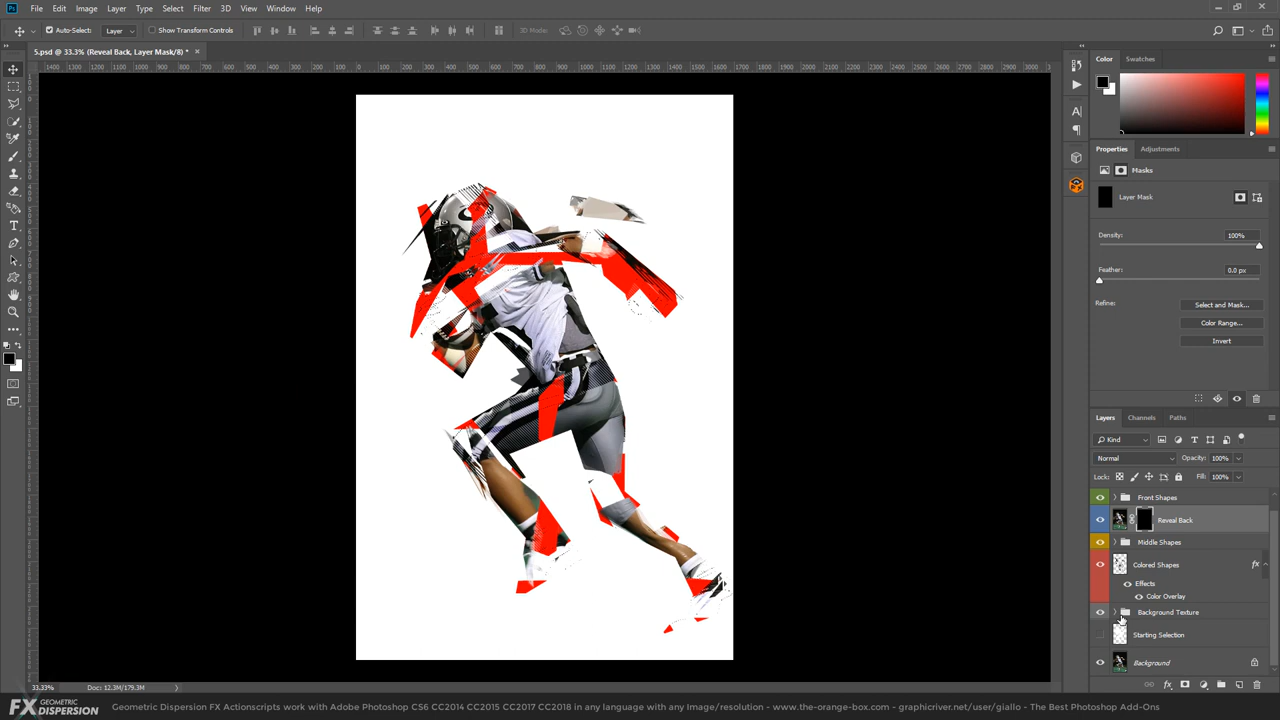 Ps File Edit Image Layer Type Select Filter 3D View Window Help
Auto-Select: Layer Show Transform Controls 3D Mode:
5.psd @ 33.3% (Reveal Back, Layer Mask/8) * ×
Color Swatches
Properties Adjustments
Masks
Layer Mask
Density: 100%
Feather: 0.0 px
Refine: Select and Mask...
Color Range...
Invert
Layers Channels Paths
Kind
Normal Opacity: 100%
Lock: Fill: 100%
Front Shapes
Reveal Back
Middle Shapes
Colored Shapes fx
Effects
Color Overlay
Background Texture
Starting Selection
Background
33.33% Doc: 12.3M/179.3M
FX GEOMETRIC DISPERSION
Geometric Dispersion FX Actionscripts work with Adobe Photoshop CS6 CC2014 CC2015 CC2017 CC2018 in any language with any Image/resolution - www.the-orange-box.com - graphicriver.net/user/giallo - The Best Photoshop Add-Ons